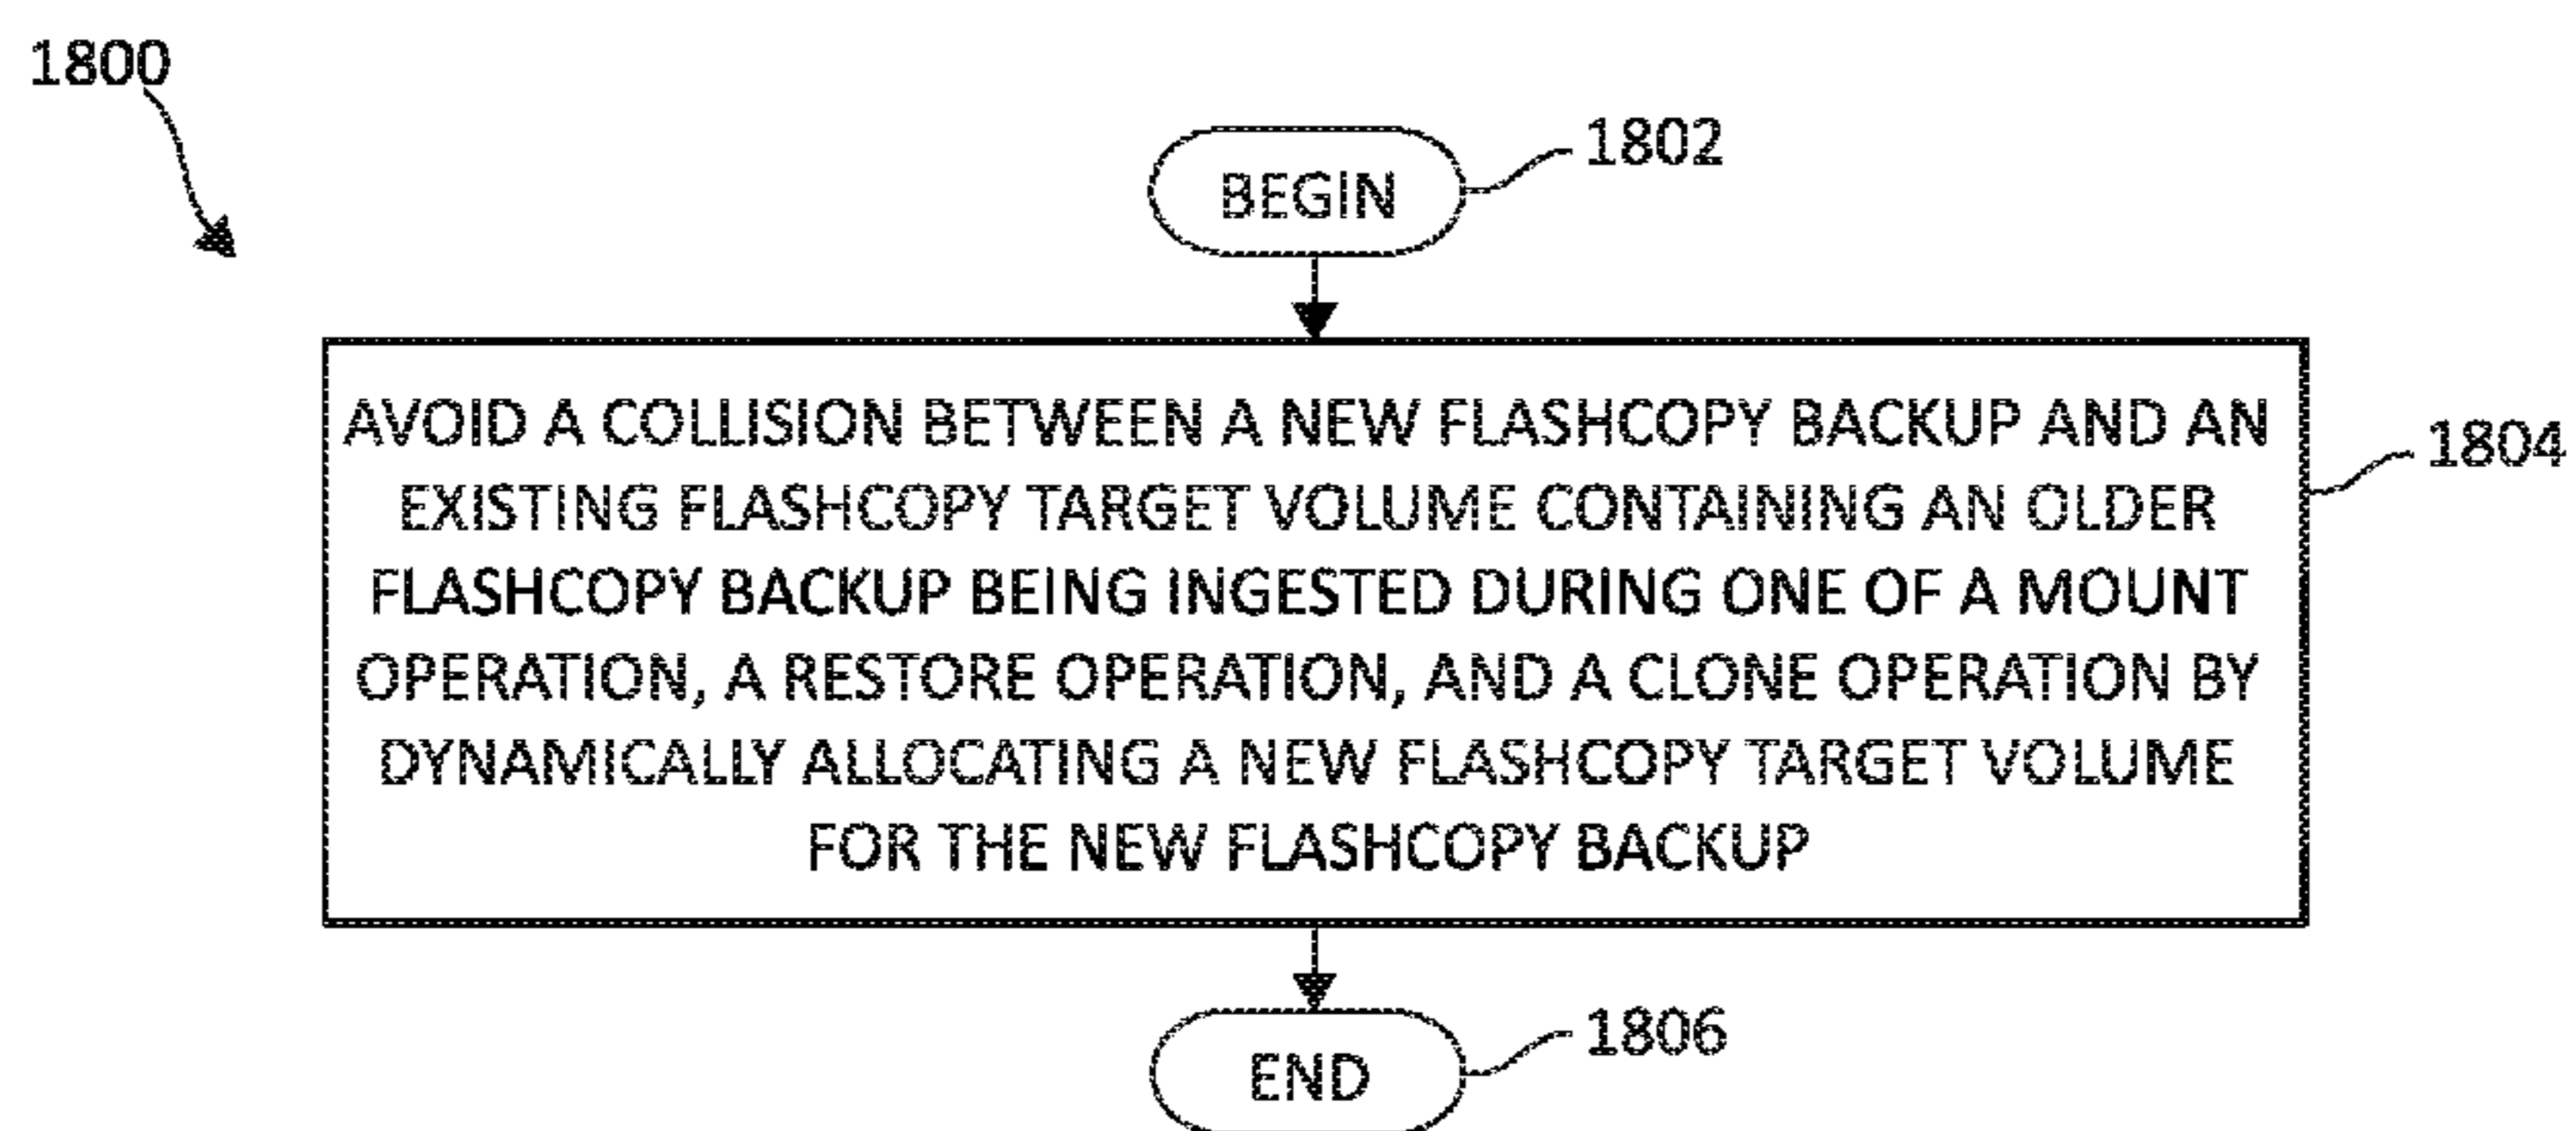 1800
1802
BEGIN
AVOID A COLLISION BETWEEN A NEW FLASHCOPY BACKUP AND AN
EXISTING FLASHCOPY TARGET VOLUME CONTAINING AN OLDER
FLASHCOPY BACKUP BEING INGESTED DURING ONE OF A MOUNT
OPERATION, A RESTORE OPERATION, AND A CLONE OPERATION BY
DYNAMICALLY ALLOCATING A NEW FLASHCOPY TARGET VOLUME
FOR THE NEW FLASHCOPY BACKUP
1804
1806
END